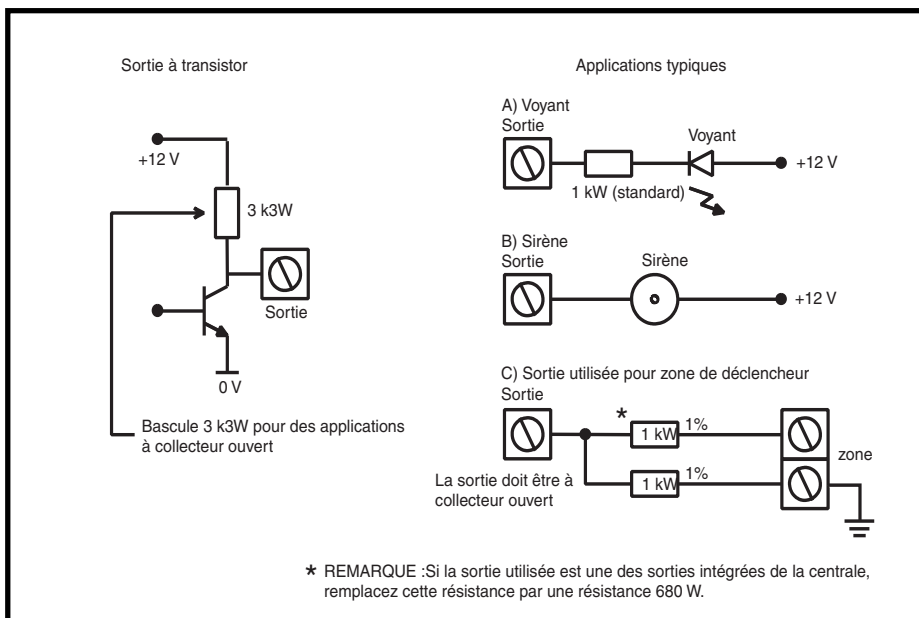 Sortie à transistor
+12 V
3 k3W
Sortie
0 V
Bascule 3 k3W pour des applications
à collecteur ouvert
Applications typiques
A) Voyant
Sortie
Voyant
+12 V
1 kW (standard)
B) Sirène
Sortie
Sirène
+12 V
C) Sortie utilisée pour zone de déclencheur
Sortie
*
1 kW
1%
zone
1 kW
1%
La sortie doit être à
collecteur ouvert
* REMARQUE :Si la sortie utilisée est une des sorties intégrées de la centrale,
remplacez cette résistance par une résistance 680 W.